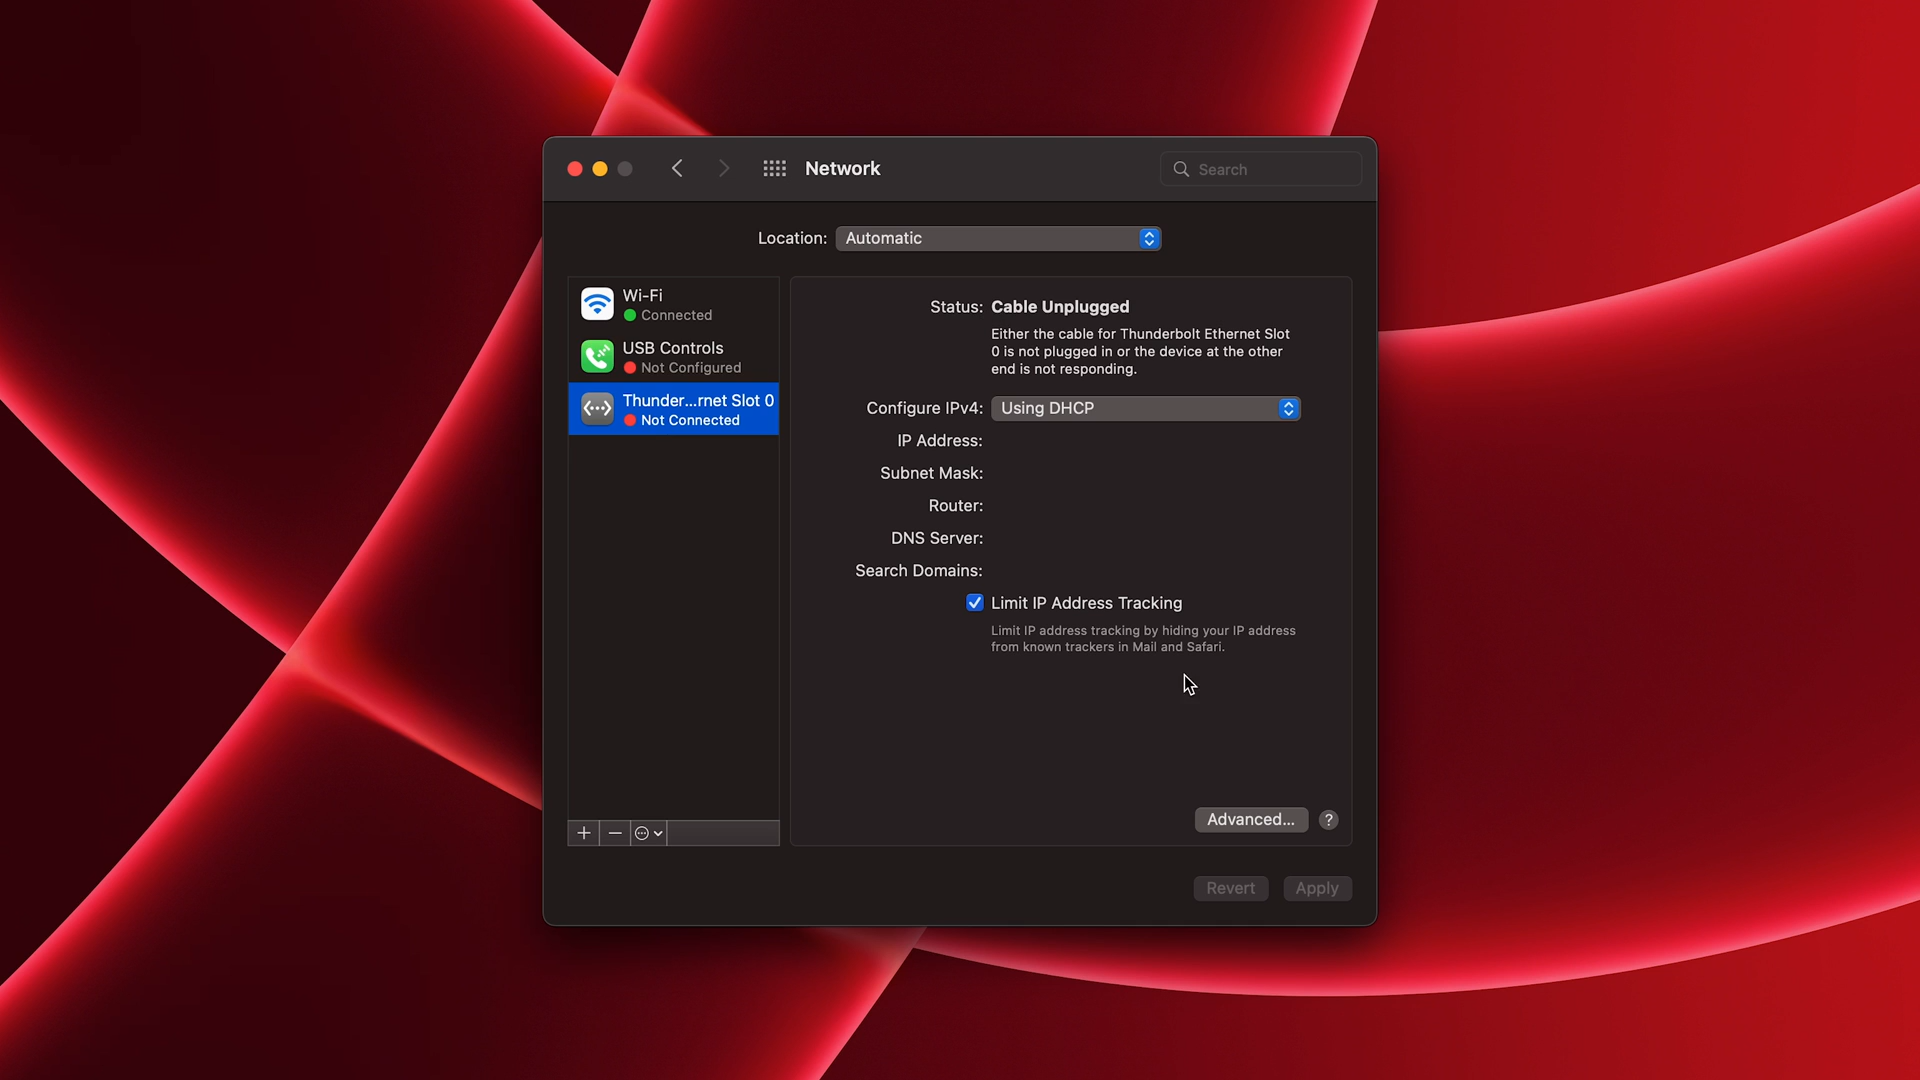 Network
Search
Location: Automatic
Wi-Fi
Connected
USB Controls
Not Configured
Thunder...rnet Slot 0
Not Connected
Status: Cable Unplugged
Either the cable for Thunderbolt Ethernet Slot
0 is not plugged in or the device at the other
end is not responding.
Configure IPv4: Using DHCP
IP Address:
Subnet Mask:
Router:
DNS Server:
Search Domains:
Limit IP Address Tracking
Limit IP address tracking by hiding your IP address
from known trackers in Mail and Safari.
Advanced... ?
Revert Apply